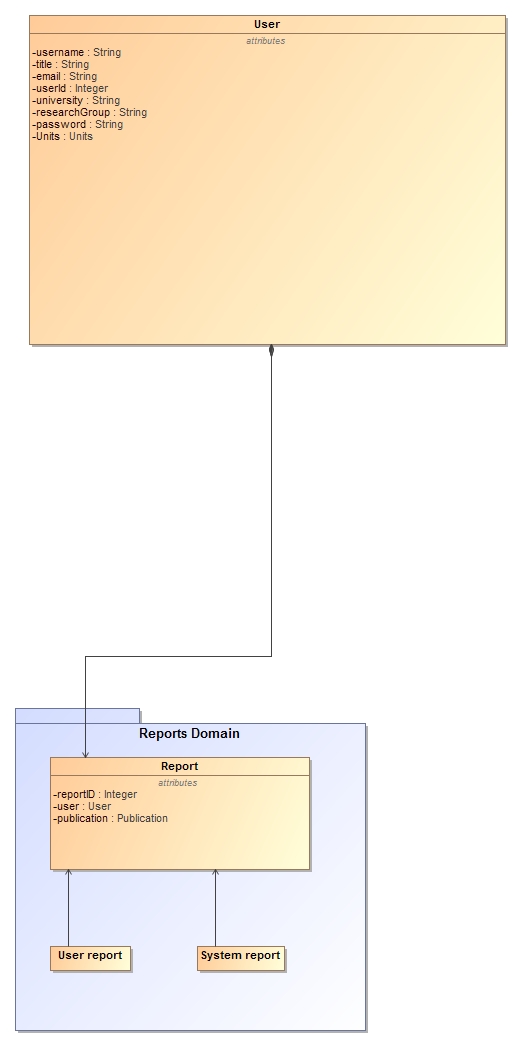 User
attributes
-username : String
-title : String
-email : String
-userId : Integer
-university : String
-researchGroup : String
-password : String
-Units : Units
Reports Domain
Report
attributes
-reportID : Integer
-user : User
-publication : Publication
User report
System report